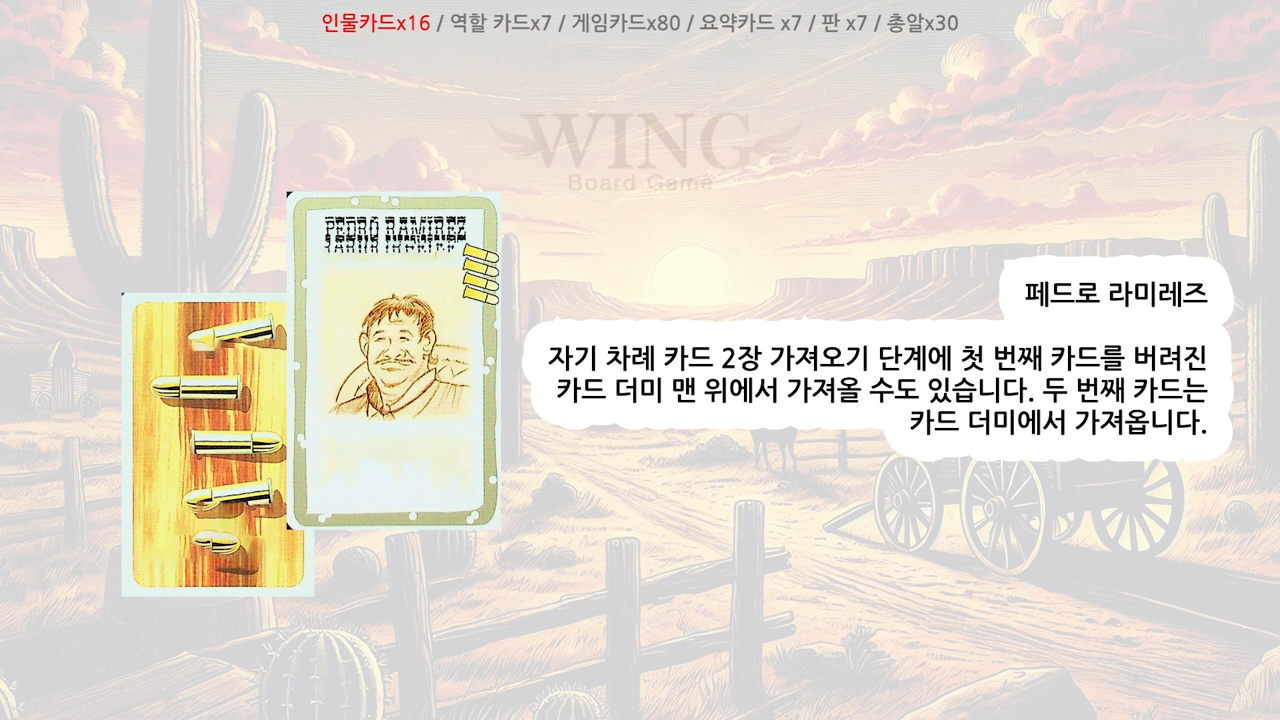 인물카드x16 / 역할 카드x7 / 게임카드x80 / 요약카드 x7 / 판 x7 / 총알x30
WING
Board Game
PEDRO RAMIREZ
페드로 라미레즈
자기 차례 카드 2장 가져오기 단계에 첫 번째 카드를 버려진
카드 더미 맨 위에서 가져올 수도 있습니다. 두 번째 카드는
카드 더미에서 가져옵니다.